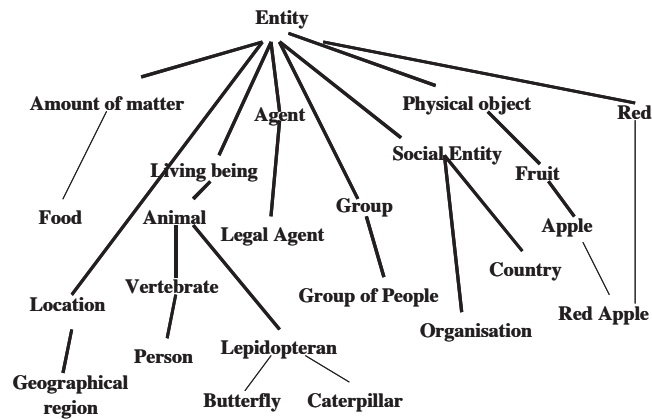 Entity
Amount of matter
Physical object
Red
Agent
Social Entity
Living being
Fruit
Food
Animal
Legal Agent
Group
Apple
Country
Vertebrate
Group of People
Location
Red Apple
Organisation
Person
Lepidopteran
Geographical
region
Butterfly
Caterpillar